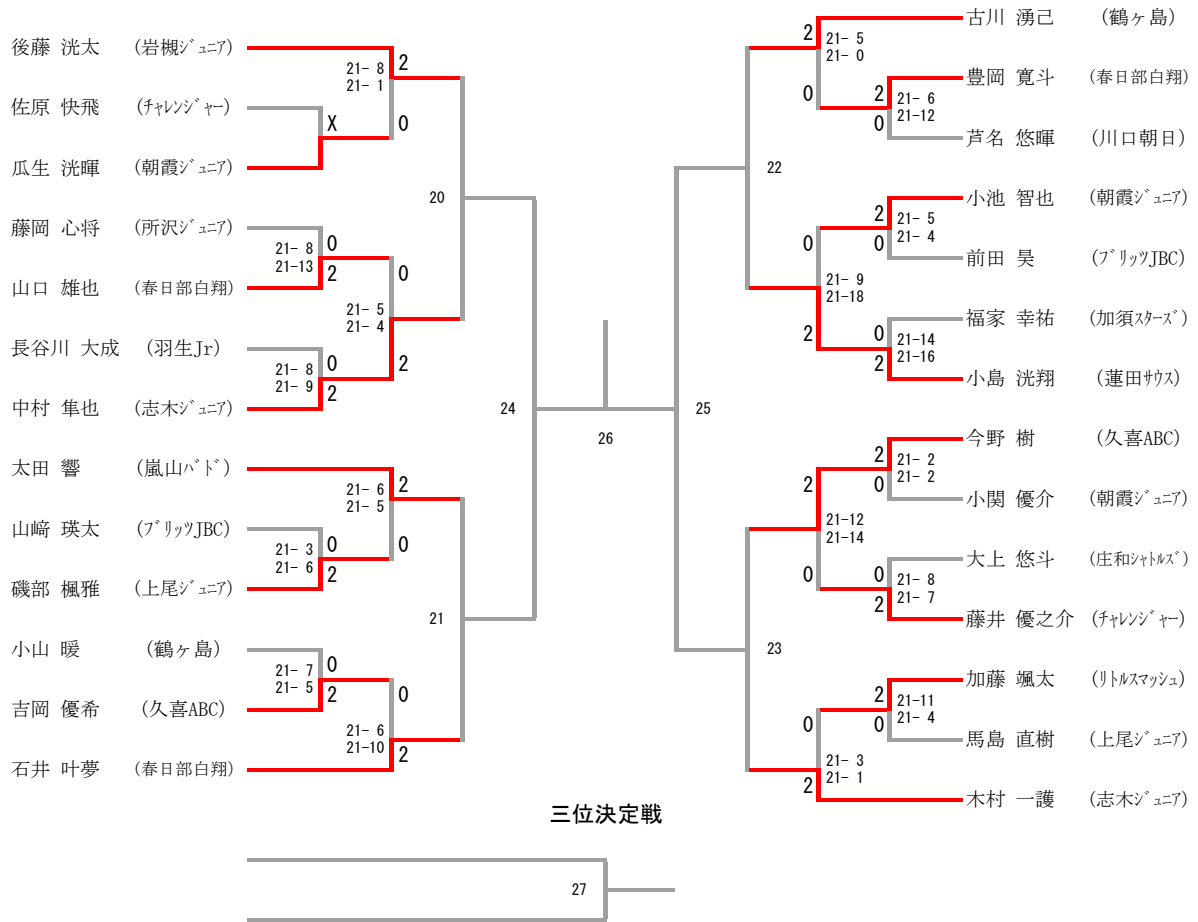 後藤 洸太 (岩槻ジュニア)
2
21- 8
21- 1
佐原 快飛 (チャレンジャー)
X
0
瓜生 洸暉 (朝霞ジュニア)
20
藤岡 心将 (所沢ジュニア)
0
21- 8
21-13
2
0
山口 雄也 (春日部白翔)
21- 5
21- 4
長谷川 大成 (羽生Jr)
0
2
21- 8
21- 9
2
中村 隼也 (志木ジュニア)
24
太田 響 (嵐山バド)
2
21- 6
21- 5
山﨑 瑛太 (ブリッツJBC)
0
0
21- 3
21- 6
2
磯部 楓雅 (上尾ジュニア)
21
小山 暖 (鶴ヶ島)
0
21- 7
21- 5
2
0
吉岡 優希 (久喜ABC)
21- 6
21-10
2
石井 叶夢 (春日部白翔)
26
古川 湧己 (鶴ヶ島)
2
21- 5
21- 0
豊岡 寛斗 (春日部白翔)
0
2
21- 6
21-12
0
芦名 悠暉 (川口朝日)
22
小池 智也 (朝霞ジュニア)
2
21- 5
21- 4
0
0
前田 昊 (ブリッツJBC)
21- 9
21-18
福家 幸祐 (加須スターズ)
2
0
21-14
21-16
2
小島 洸翔 (蓮田サウス)
25
今野 樹 (久喜ABC)
2
21- 2
21- 2
2
0
小関 優介 (朝霞ジュニア)
21-12
21-14
大上 悠斗 (庄和シャトルズ)
0
0
21- 8
21- 7
2
藤井 優之介 (チャレンジャー)
23
加藤 颯太 (リトルスマッシュ)
2
21-11
21- 4
0
0
馬島 直樹 (上尾ジュニア)
21- 3
21- 1
2
木村 一護 (志木ジュニア)
三位決定戦
27